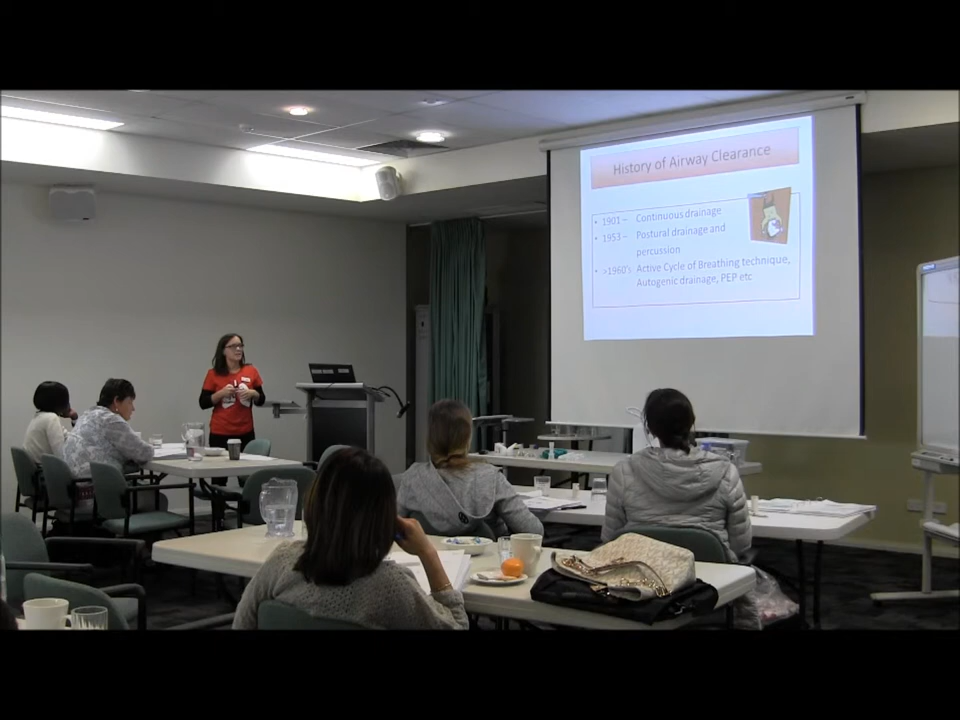 History of Airway Clearance
• 1901 – Continuous drainage
• 1953 – Postural drainage and
percussion
• >1960's Active Cycle of Breathing technique,
Autogenic drainage, PEP etc